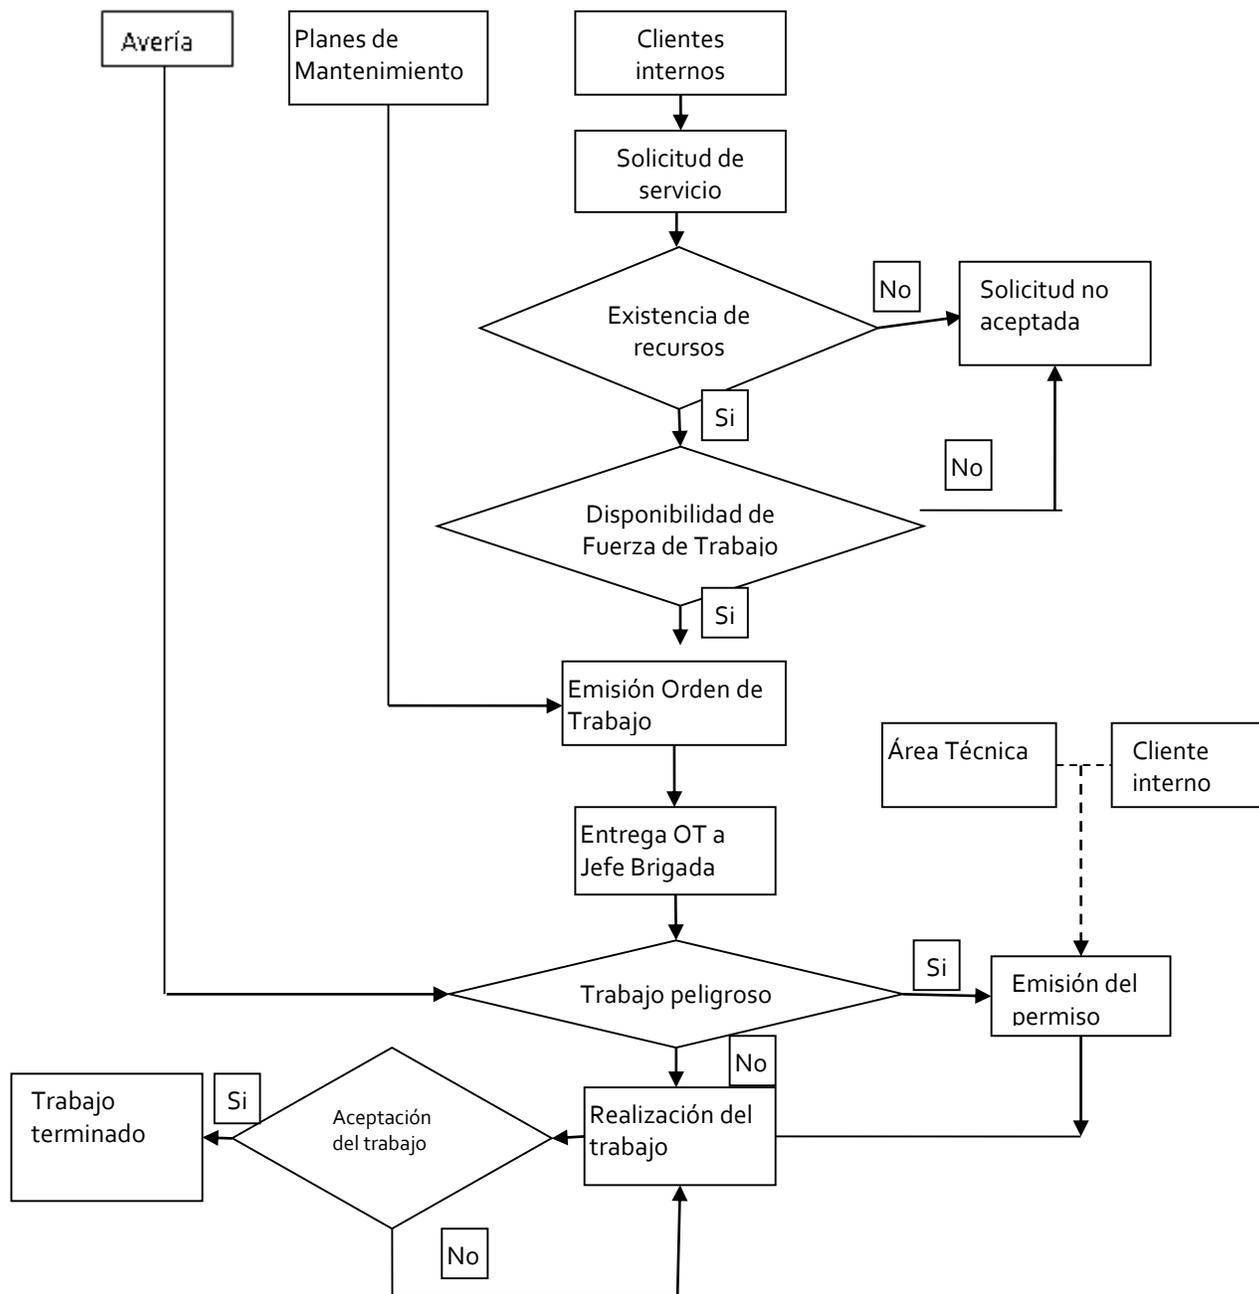 Avería
Planes de
Mantenimiento
Clientes
internos
Solicitud de
servicio
Existencia de
recursos
No
Solicitud no
aceptada
Si
Disponibilidad de
Fuerza de Trabajo
No
Si
Emisión Orden de
Trabajo
Área Técnica
Cliente
interno
Entrega OT a
Jefe Brigada
Trabajo peligroso
Si
Emisión del
permiso
No
Realización del
trabajo
Aceptación
del trabajo
Si
Trabajo
terminado
No